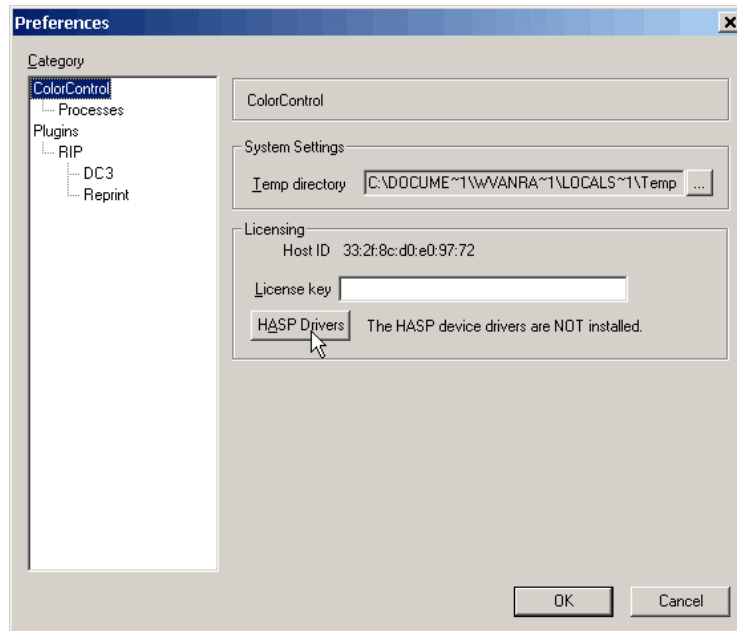 Preferences
Category
ColorControl
Processes
Plugins
RIP
DC3
Reprint
ColorControl
System Settings
Temp directory C:\DOCUME~1\WVANRA~1\LOCALS~1\Temp ...
Licensing
Host ID 33:2f:8c:d0:e0:97:72
License key
HASP Drivers The HASP device drivers are NOT installed.
OK Cancel